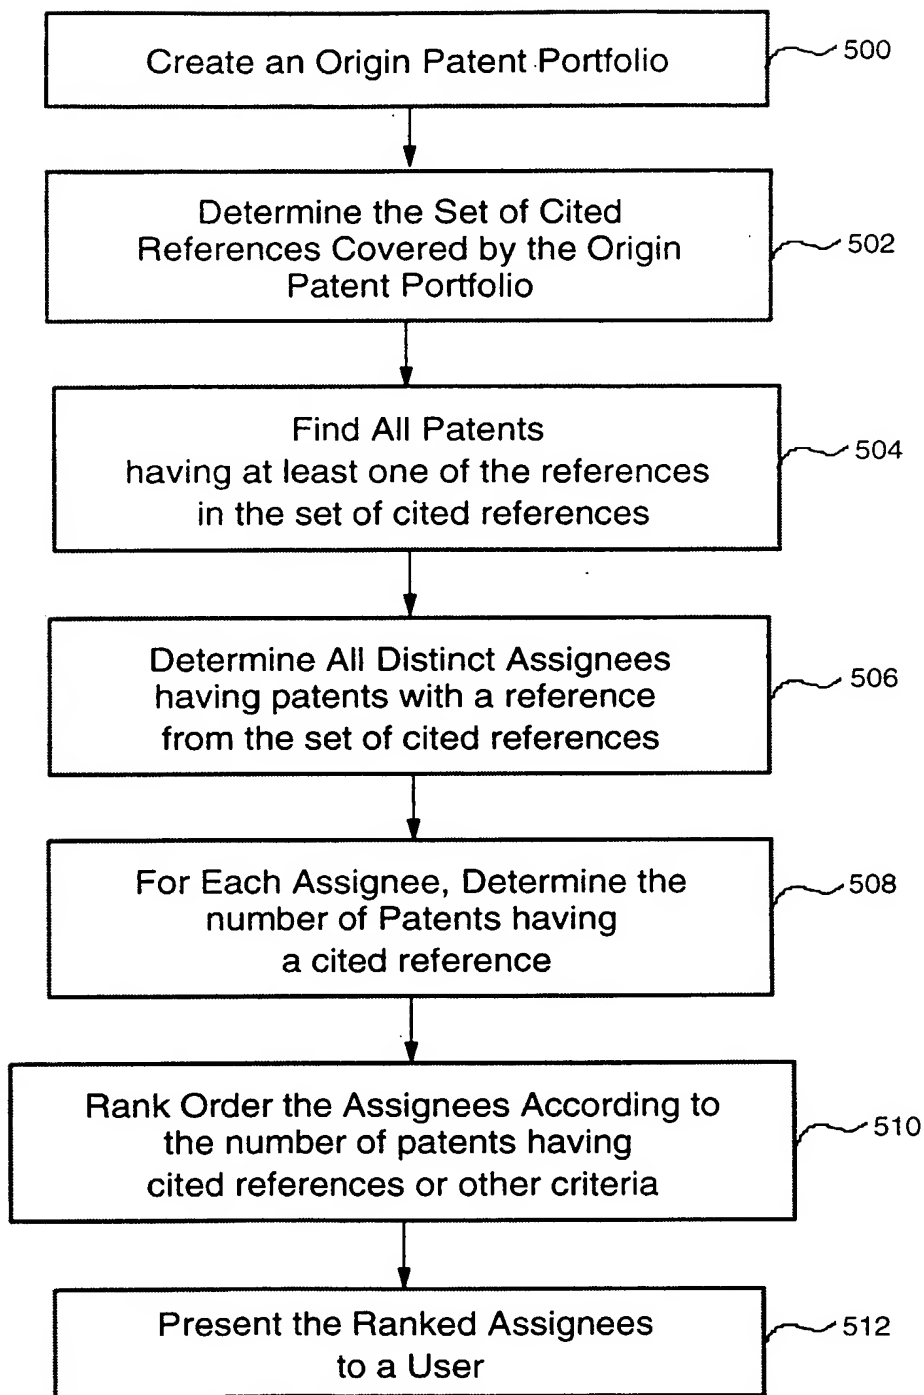 Create an Origin Patent Portfolio
500
Determine the Set of Cited
References Covered by the Origin
Patent Portfolio
502
Find All Patents
having at least one of the references
in the set of cited references
504
Determine All Distinct Assignees
having patents with a reference
from the set of cited references
506
For Each Assignee, Determine the
number of Patents having
a cited reference
508
Rank Order the Assignees According to
the number of patents having
cited references or other criteria
510
Present the Ranked Assignees
to a User
512